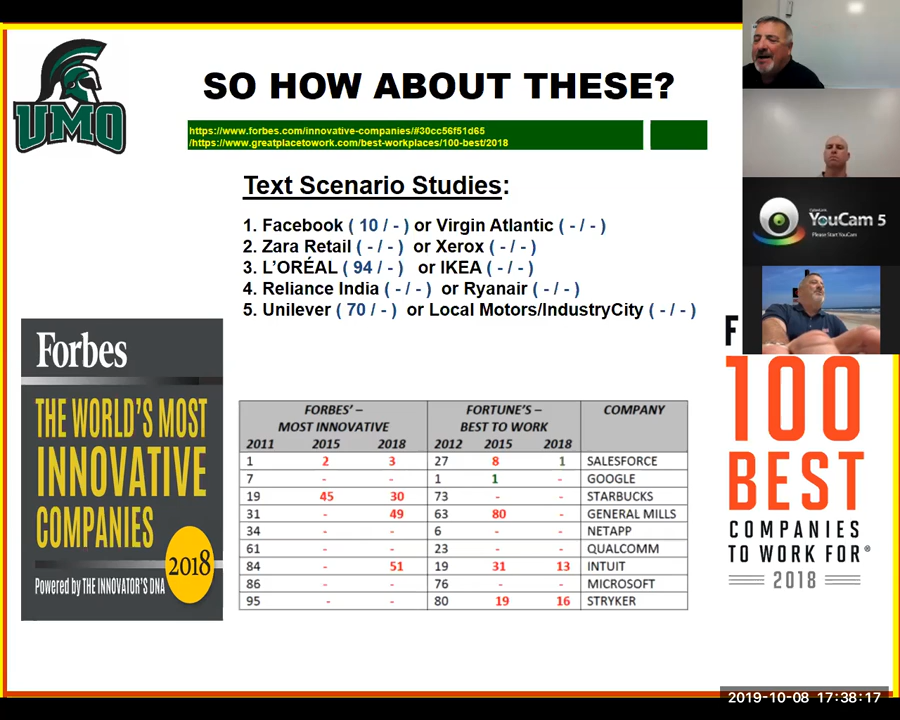 UMO
SO HOW ABOUT THESE?
https://www.forbes.com/innovative-companies/#30cc56f51d65
/https://www.greatplacetowork.com/best-workplaces/100-best/2018
Text Scenario Studies:
1. Facebook ( 10 / - ) or Virgin Atlantic ( - / - )
2. Zara Retail ( - / - ) or Xerox ( - / - )
3. L'ORÉAL ( 94 / - ) or IKEA ( - / - )
4. Reliance India ( - / - ) or Ryanair ( - / - )
5. Unilever ( 70 / - ) or Local Motors/IndustryCity ( - / - )
Forbes
THE WORLD'S MOST
INNOVATIVE
COMPANIES
2018
Powered by THE INNOVATOR'S DNA
FORBES' – FORTUNE'S – COMPANY
MOST INNOVATIVE BEST TO WORK
2011 2015 2018 2012 2015 2018
1 2 3 27 8 1 SALESFORCE
7 - - 1 1 - GOOGLE
19 45 30 73 - - STARBUCKS
31 - 49 63 80 - GENERAL MILLS
34 - - 6 - - NETAPP
61 - - 23 - - QUALCOMM
84 - 51 19 31 13 INTUIT
86 - - 76 - - MICROSOFT
95 - - 80 19 16 STRYKER
F
100
BEST
COMPANIES
TO WORK FOR®
2018
YouCam 5
Please Start YouCam
2019-10-08 17:38:17